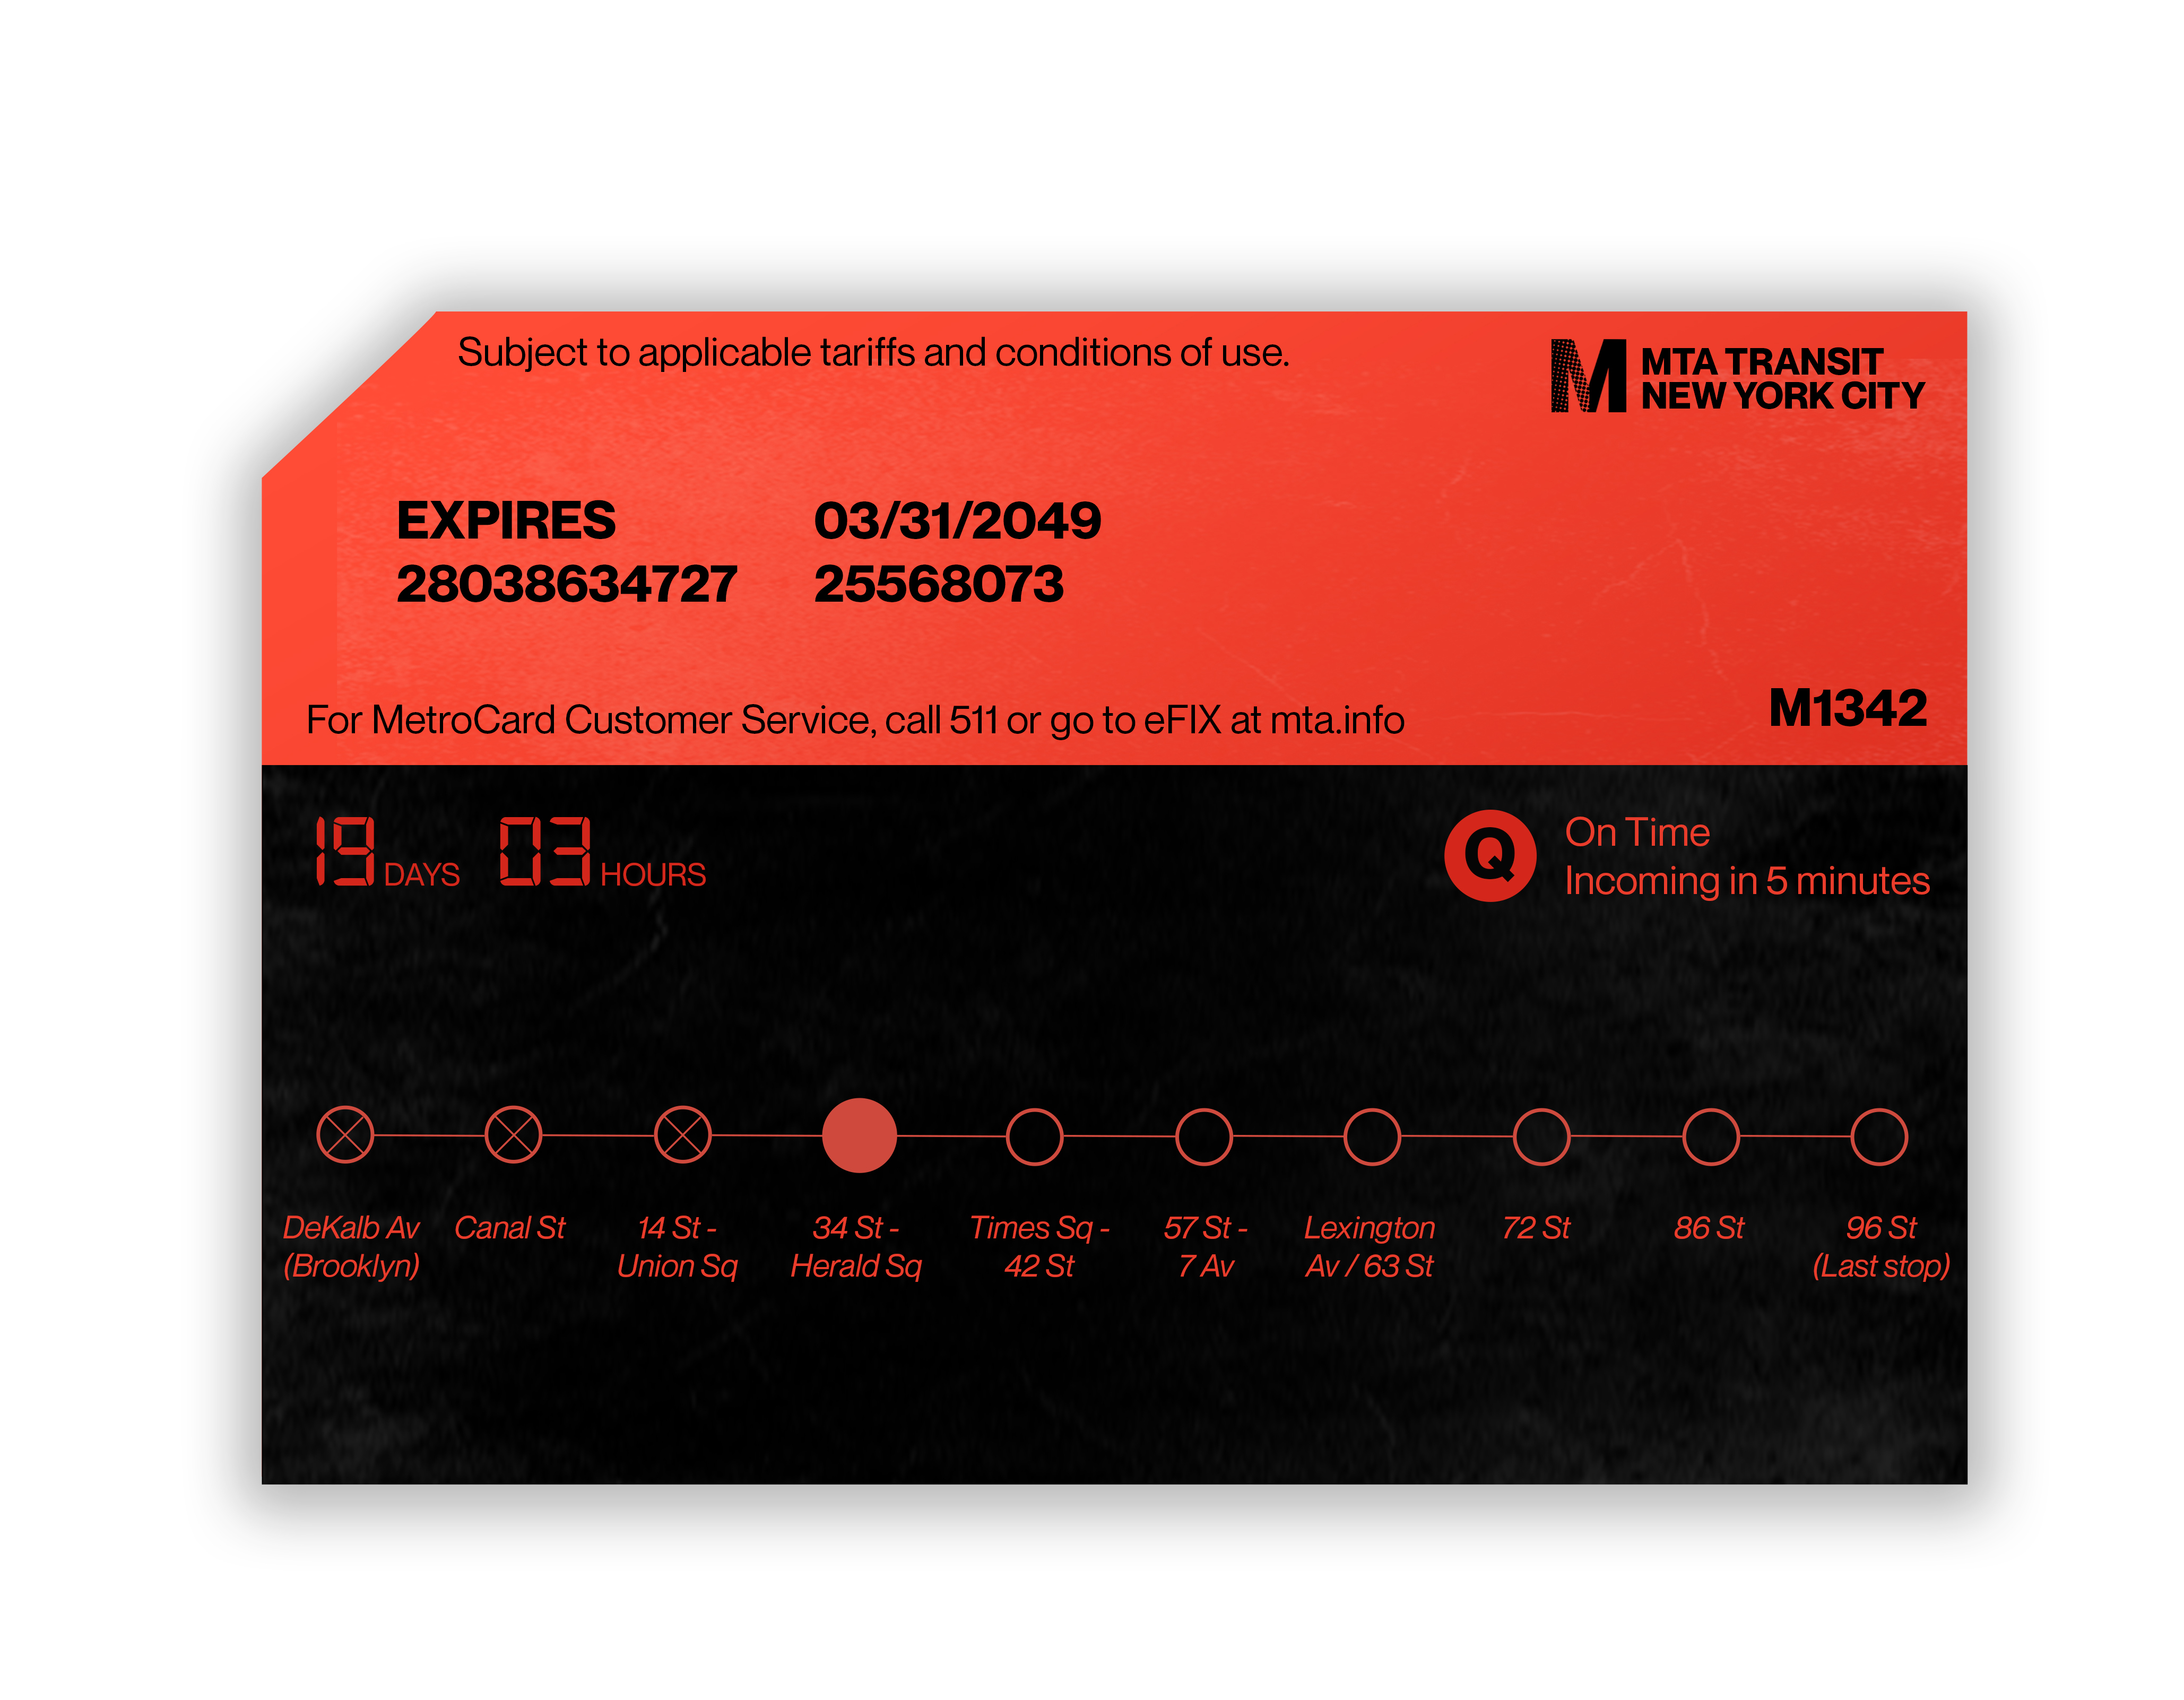 Subject to applicable tariffs and conditions of use.
M MTA TRANSIT
NEW YORK CITY
EXPIRES 03/31/2049
28038634727 25568073
For MetroCard Customer Service, call 511 or go to eFIX at mta.info
M1342
19 DAYS 03 HOURS
Q On Time
Incoming in 5 minutes
DeKalb Av
(Brooklyn)
Canal St
14 St -
Union Sq
34 St -
Herald Sq
Times Sq -
42 St
57 St -
7 Av
Lexington
Av / 63 St
72 St
86 St
96 St
(Last stop)